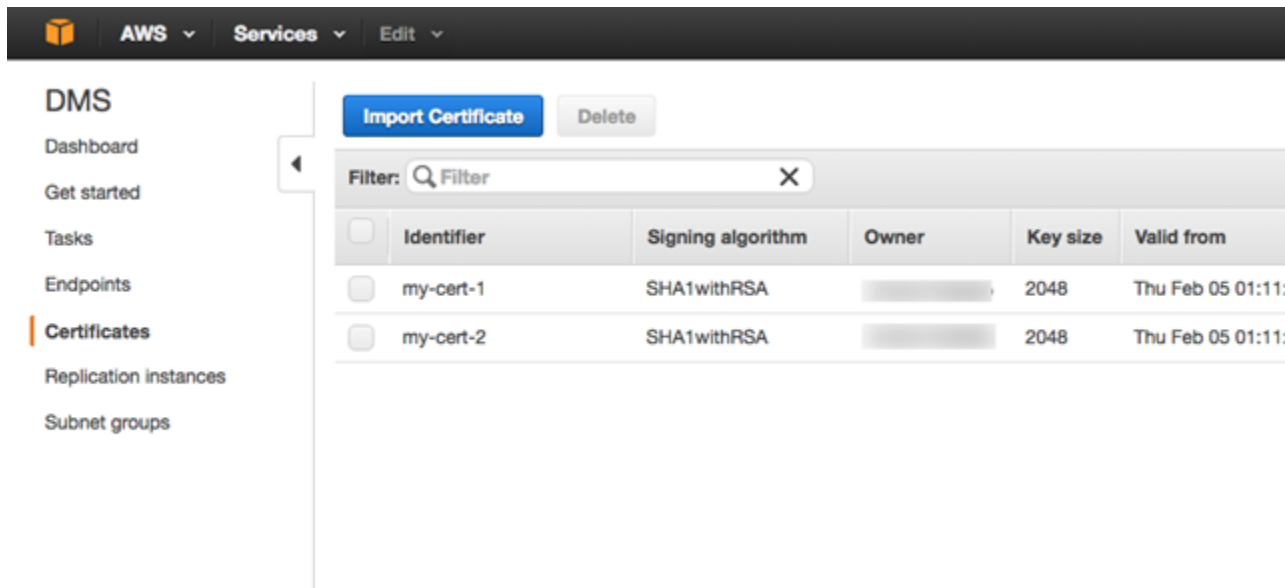 AWS Services Edit
DMS
Dashboard
Get started
Tasks
Endpoints
Certificates
Replication instances
Subnet groups
Import Certificate Delete
Filter: Filter
Identifier Signing algorithm Owner Key size Valid from
my-cert-1 SHA1withRSA 2048 Thu Feb 05 01:11:
my-cert-2 SHA1withRSA 2048 Thu Feb 05 01:11: